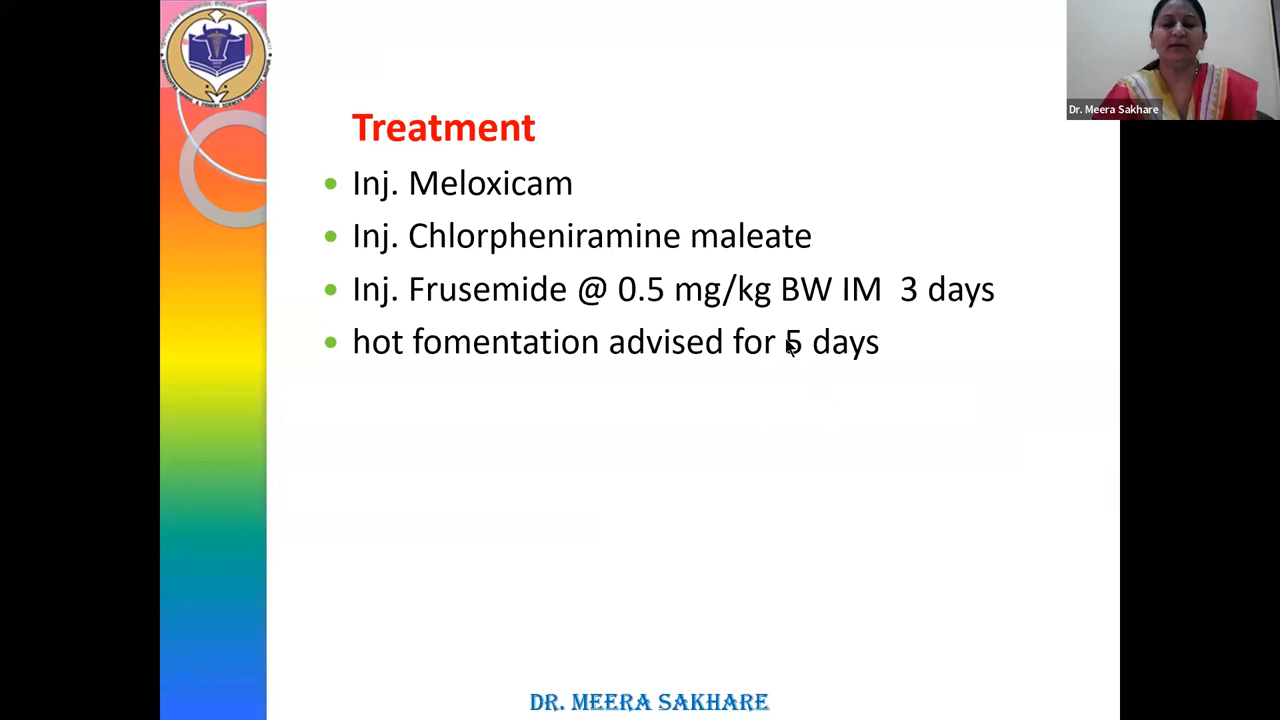 Dr. Meera Sakhare
Treatment
• Inj. Meloxicam
• Inj. Chlorpheniramine maleate
• Inj. Frusemide @ 0.5 mg/kg BW IM 3 days
• hot fomentation advised for 5 days
DR. MEERA SAKHARE